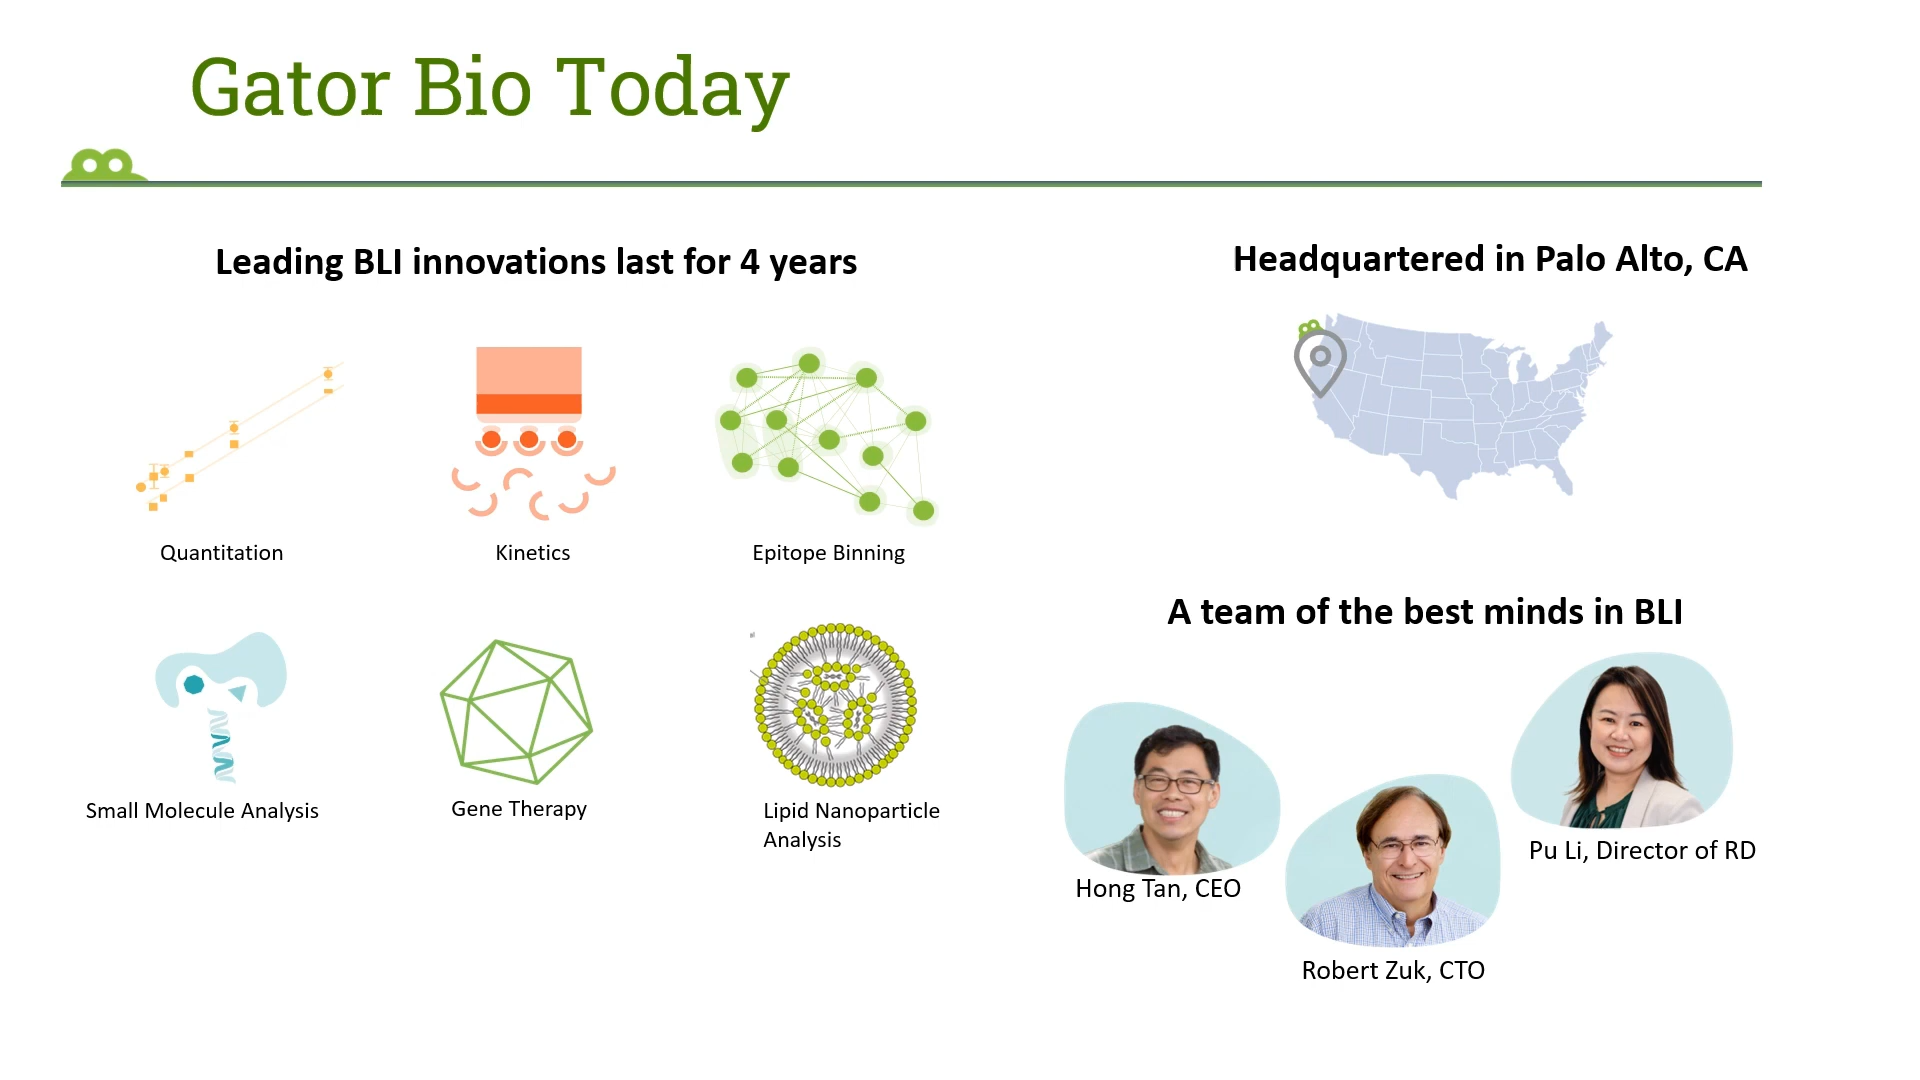 Gator Bio Today
Leading BLI innovations last for 4 years
Quantitation
Kinetics
Epitope Binning
Small Molecule Analysis
Gene Therapy
Lipid Nanoparticle
Analysis
Headquartered in Palo Alto, CA
A team of the best minds in BLI
Hong Tan, CEO
Robert Zuk, CTO
Pu Li, Director of RD